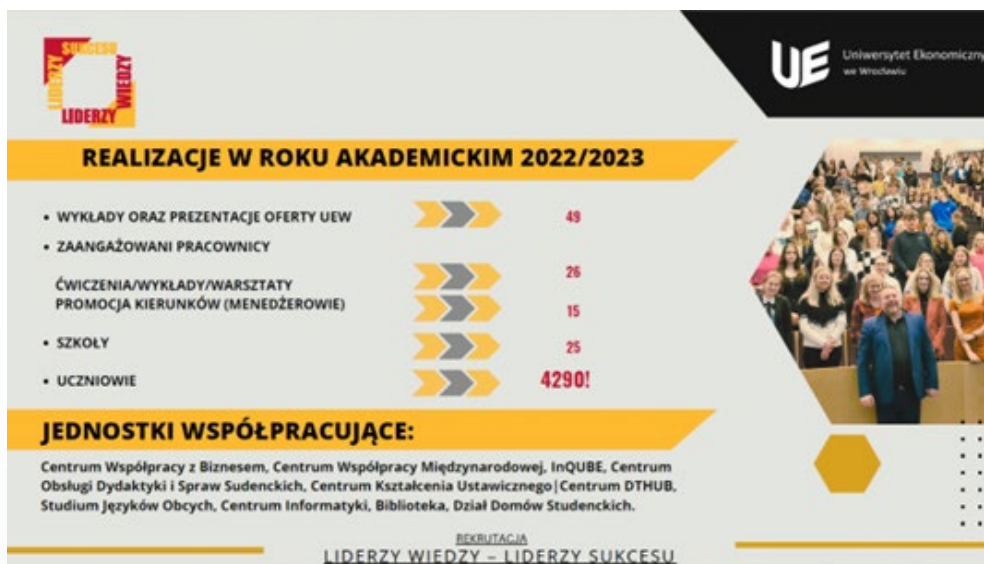 SUKCESU
LIDERZY
WIEDZY
LIDERZY
UE
Uniwersytet Ekonomiczny
we Wrocławiu
REALIZACJE W ROKU AKADEMICKIM 2022/2023
• WYKŁADY ORAZ PREZENTACJE OFERTY UEW 49
• ZAANGAŻOWANI PRACOWNICY
ĆWICZENIA/WYKŁADY/WARSZTATY 26
PROMOCJA KIERUNKÓW (MENEDŻEROWIE) 15
• SZKOŁY 25
• UCZNIOWIE 4290!
JEDNOSTKI WSPÓŁPRACUJĄCE:
Centrum Współpracy z Biznesem, Centrum Współpracy Międzynarodowej, InQUBE, Centrum
Obsługi Dydaktyki i Spraw Sudenckich, Centrum Kształcenia Ustawicznego|Centrum DTHUB,
Studium Języków Obcych, Centrum Informatyki, Biblioteka, Dział Domów Studenckich.
REKRUTACJA
LIDERZY WIEDZY – LIDERZY SUKCESU